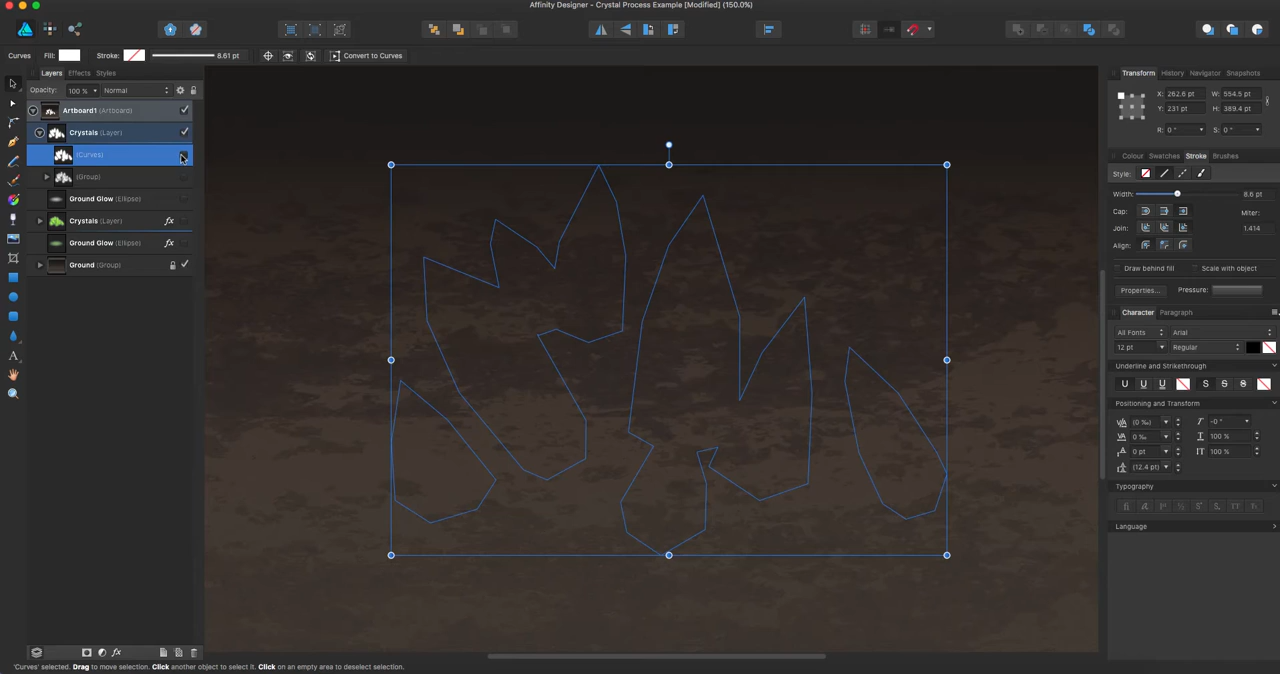 Affinity Designer - Crystal Process Example [Modified] (150.0%)
Curves Fill: Stroke: 8.61 pt Convert to Curves
Layers Effects Styles
Opacity: 100 % Normal
Artboard1 (Artboard)
Crystals (Layer)
(Curves)
(Group)
Ground Glow (Ellipse)
Crystals (Layer) fx
Ground Glow (Ellipse) fx
Ground (Group)
fx
'Curves' selected. Drag to move selection. Click another object to select it. Click on an empty area to deselect selection.
Transform History Navigator Snapshots
X: 262.6 pt W: 554.5 pt
Y: 231 pt H: 389.4 pt
R: 0 ° S: 0 °
Colour Swatches Stroke Brushes
Style:
Width: 8.6 pt
Cap: Miter:
Join: 1.414
Align:
Draw behind fill Scale with object
Properties... Pressure:
Character Paragraph
All Fonts Arial
12 pt Regular
Underline and Strikethrough
U U U S S S
Positioning and Transform
(0 ‰) -0 °
0 ‰ 100 %
0 pt 100 %
(12.4 pt)
Typography
Language